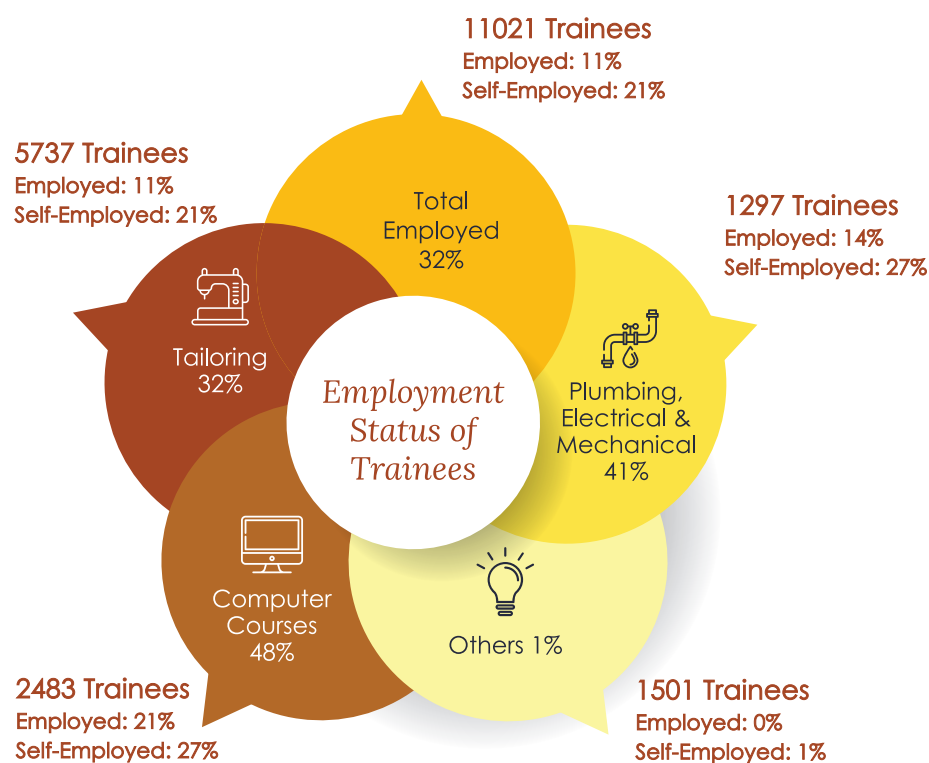 11021 Trainees
Employed: 11%
Self-Employed: 21%
5737 Trainees
Employed: 11%
Self-Employed: 21%
1297 Trainees
Employed: 14%
Self-Employed: 27%
Total
Employed
32%
Tailoring
32%
Employment
Status of
Trainees
Plumbing,
Electrical &
Mechanical
41%
Computer
Courses
48%
Others 1%
2483 Trainees
Employed: 21%
Self-Employed: 27%
1501 Trainees
Employed: 0%
Self-Employed: 1%